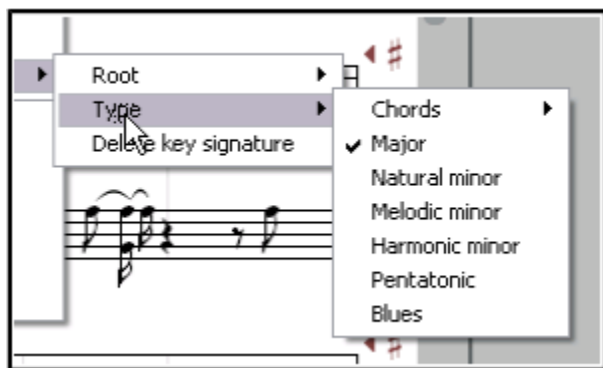 Root
Type
Delete key signature
Chords
Major
Natural minor
Melodic minor
Harmonic minor
Pentatonic
Blues